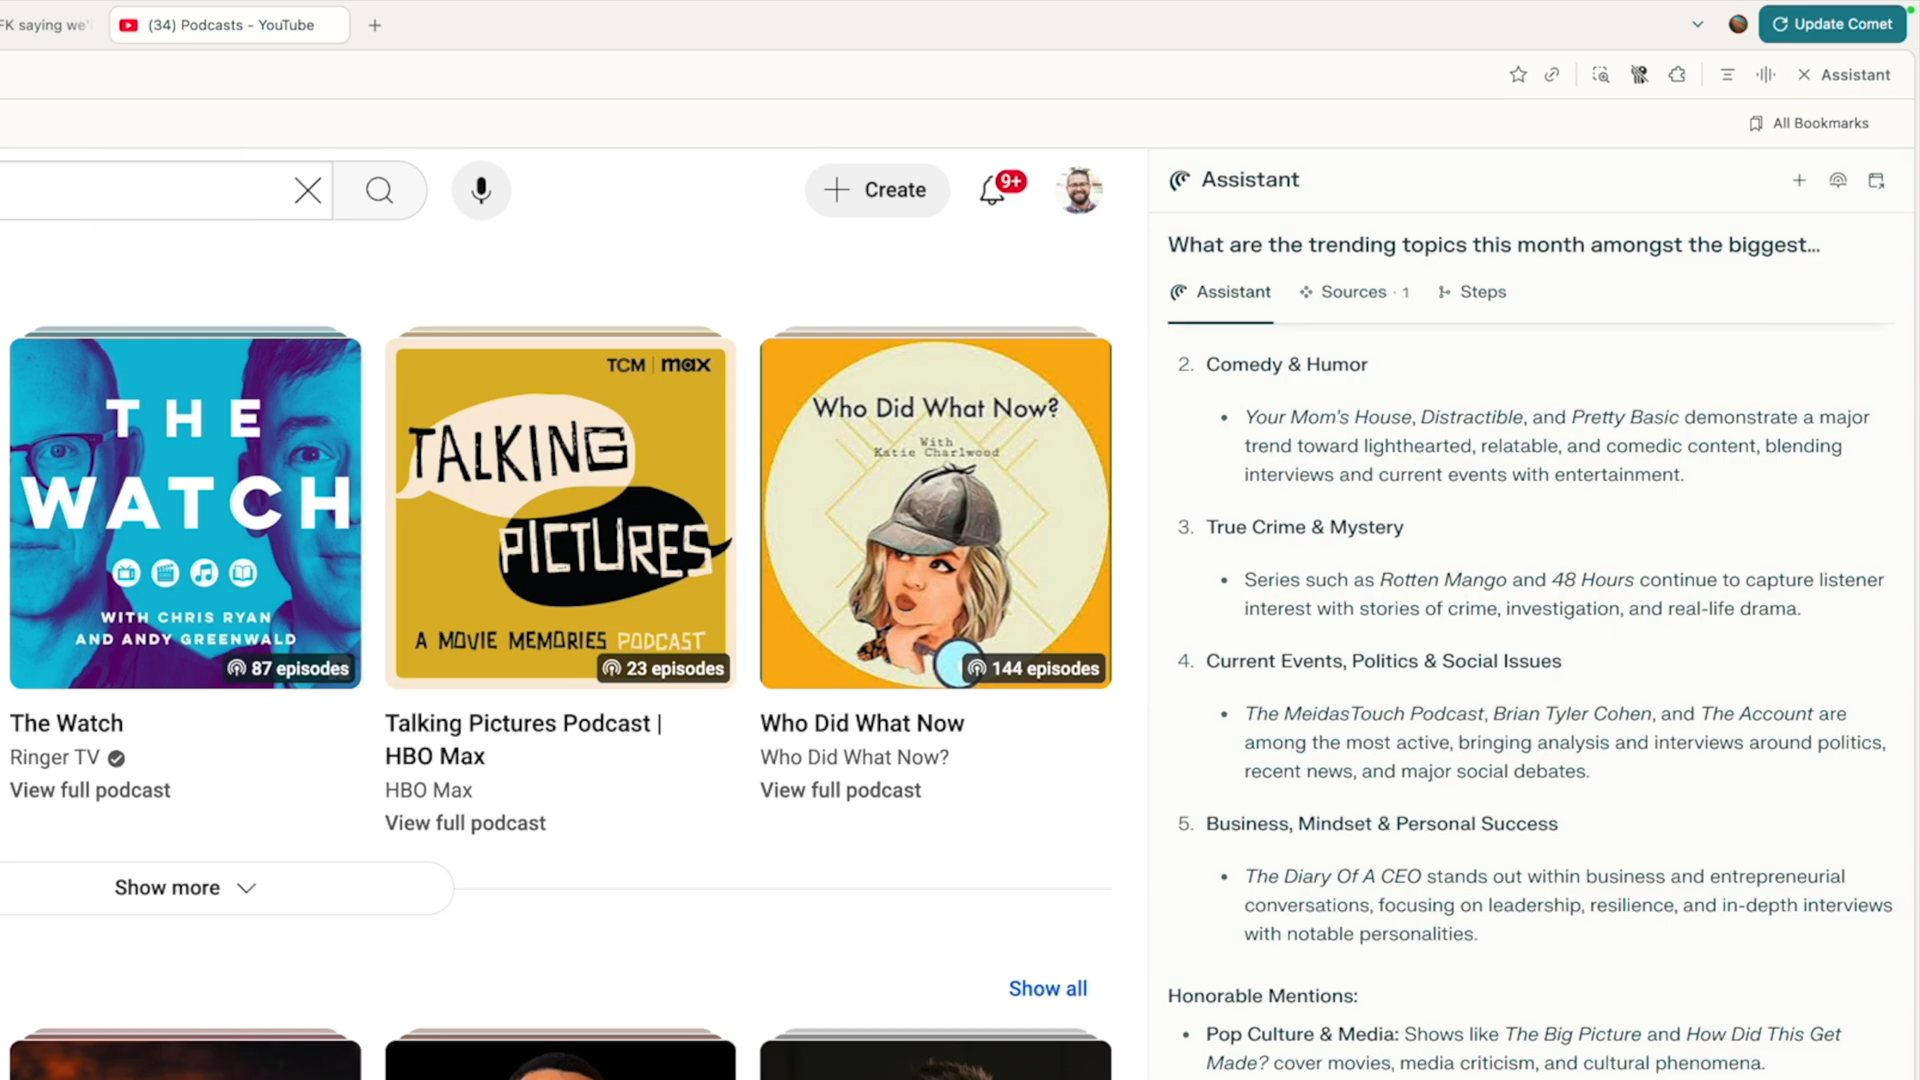 FK saying we'
(34) Podcasts - YouTube
Update Comet
Assistant
All Bookmarks
Create
9+
THE
WATCH
WITH CHRIS RYAN
AND ANDY GREENWALD
87 episodes
The Watch
Ringer TV
View full podcast
TCM | max
TALKING
PICTURES
A MOVIE MEMORIES PODCAST
23 episodes
Talking Pictures Podcast |
HBO Max
HBO Max
View full podcast
Who Did What Now?
With
Katie Charlwood
144 episodes
Who Did What Now
Who Did What Now?
View full podcast
Show more
Show all
Assistant
What are the trending topics this month amongst the biggest...
Assistant
Sources · 1
Steps
2. Comedy & Humor
• Your Mom's House, Distractible, and Pretty Basic demonstrate a major
trend toward lighthearted, relatable, and comedic content, blending
interviews and current events with entertainment.
3. True Crime & Mystery
• Series such as Rotten Mango and 48 Hours continue to capture listener
interest with stories of crime, investigation, and real-life drama.
4. Current Events, Politics & Social Issues
• The MeidasTouch Podcast, Brian Tyler Cohen, and The Account are
among the most active, bringing analysis and interviews around politics,
recent news, and major social debates.
5. Business, Mindset & Personal Success
• The Diary Of A CEO stands out within business and entrepreneurial
conversations, focusing on leadership, resilience, and in-depth interviews
with notable personalities.
Honorable Mentions:
• Pop Culture & Media: Shows like The Big Picture and How Did This Get
Made? cover movies, media criticism, and cultural phenomena.